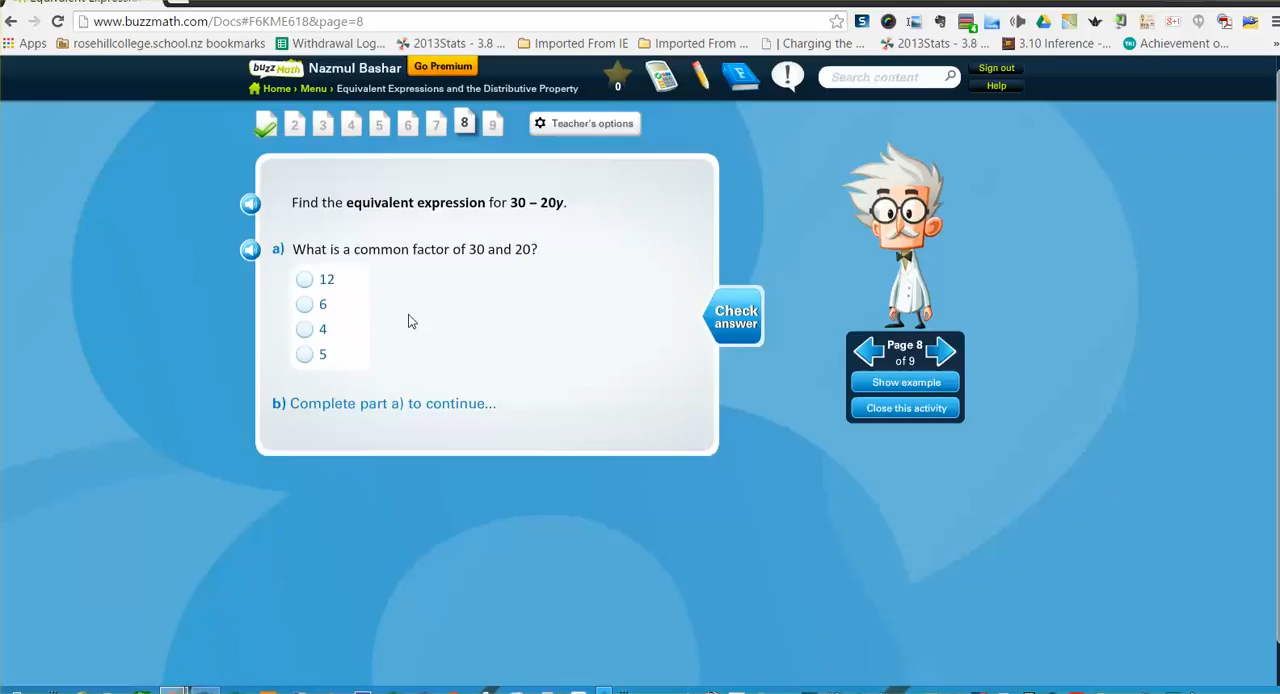 Equivalent Expressi
www.buzzmath.com/Docs#F6KME618&page=8
Apps rosehillcollege.school.nz bookmarks Withdrawal Log... 2013Stats - 3.8 ... Imported From IE Imported From ... | Charging the ... 2013Stats - 3.8 ... 3.10 Inference -... Achievement o... »
buzz Math Nazmul Bashar Go Premium
Home › Menu › Equivalent Expressions and the Distributive Property
0
Search content
Sign out
Help
2 3 4 5 6 7 8 9 Teacher's options
Find the equivalent expression for 30 – 20y.
a) What is a common factor of 30 and 20?
12
6
4
5
b) Complete part a) to continue...
Check
answer
Page 8
of 9
Show example
Close this activity